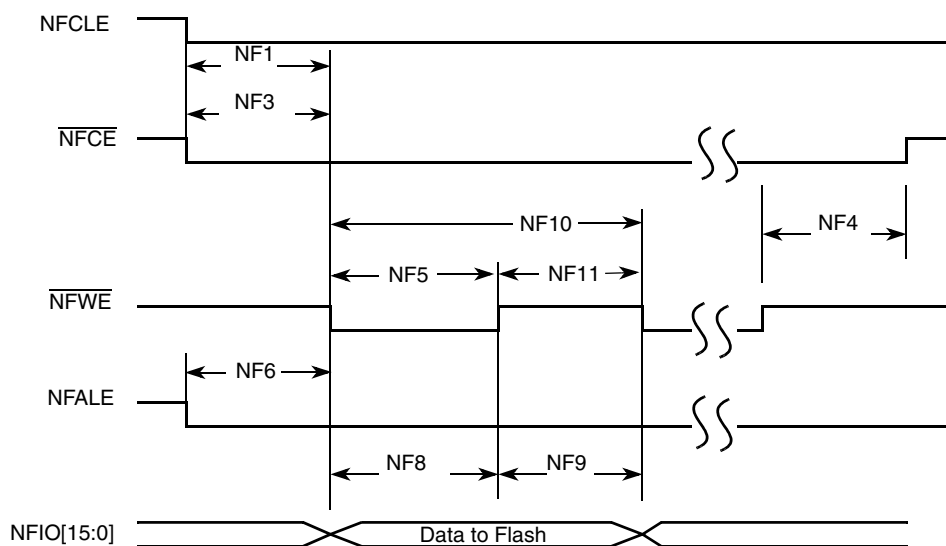 NFCLE
NF1
NF3
NFCE
NF10
NF4
NF5
NF11
NFWE
NF6
NFALE
NF8
NF9
NFIO[15:0]
Data to Flash